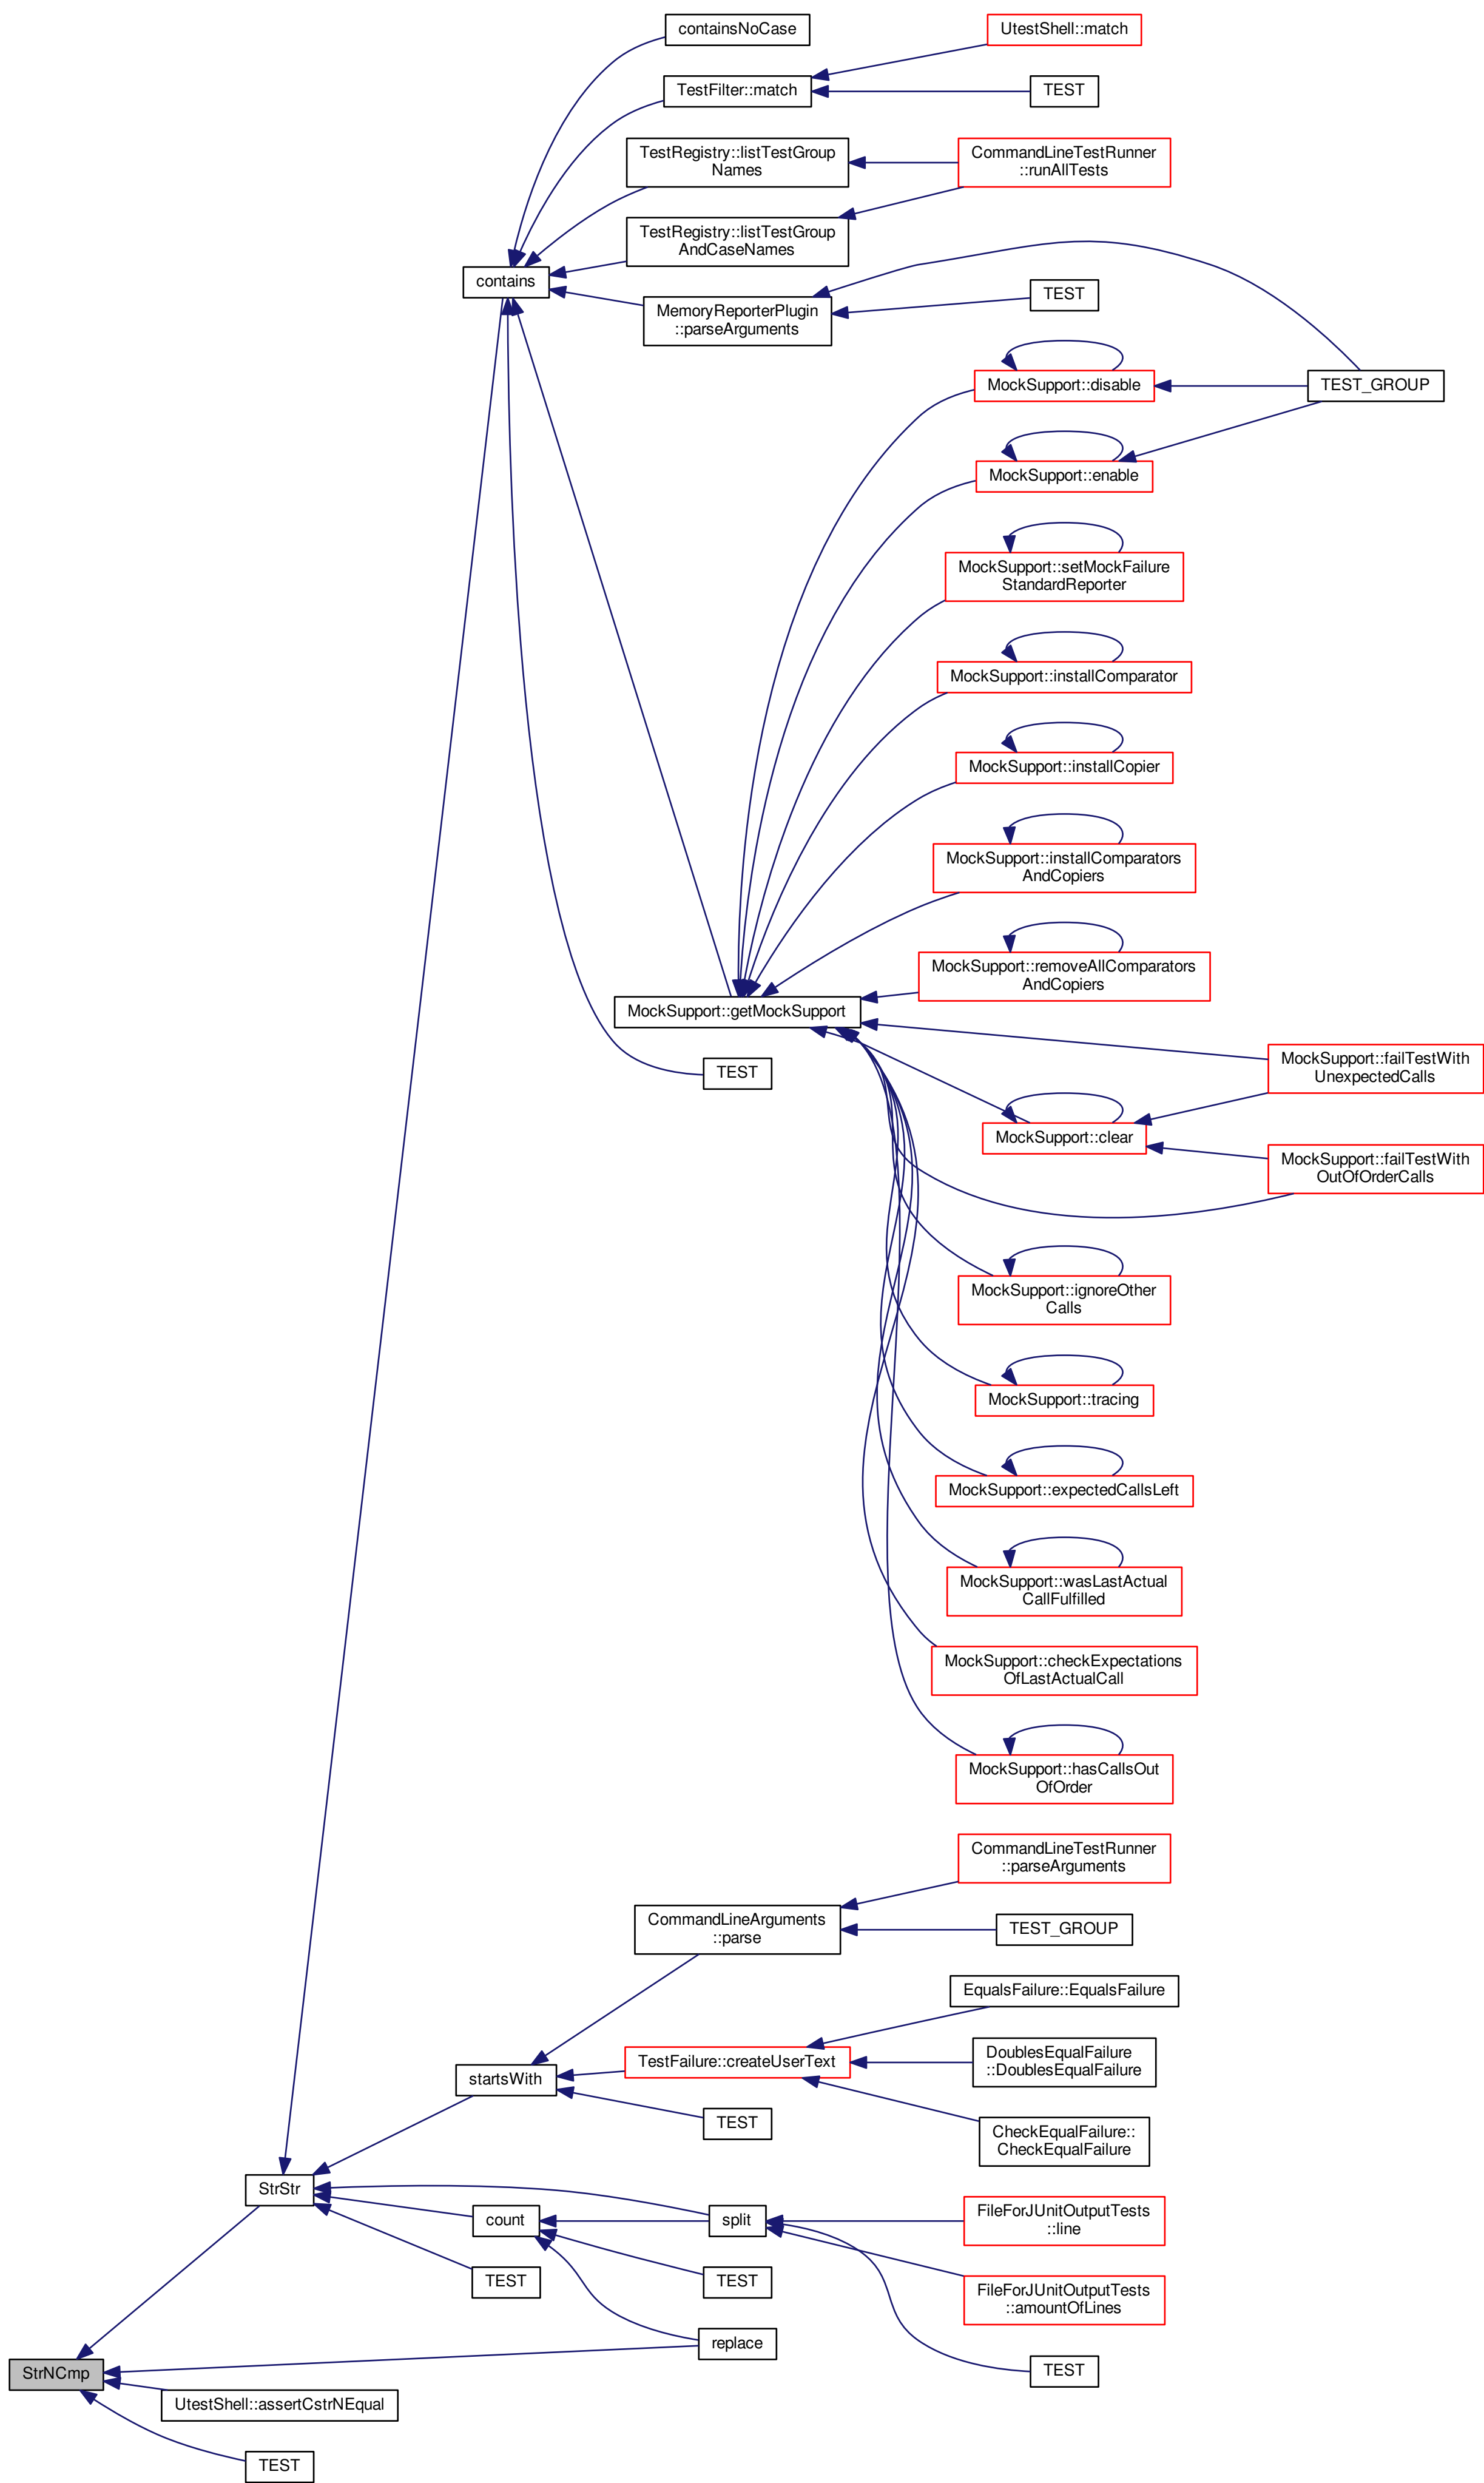 containsNoCase
UtestShell::match
TestFilter::match
TEST
TestRegistry::listTestGroup
Names
CommandLineTestRunner
::runAllTests
TestRegistry::listTestGroup
AndCaseNames
contains
MemoryReporterPlugin
::parseArguments
TEST
MockSupport::disable
TEST_GROUP
MockSupport::enable
MockSupport::setMockFailure
StandardReporter
MockSupport::installComparator
MockSupport::installCopier
MockSupport::installComparators
AndCopiers
MockSupport::removeAllComparators
AndCopiers
MockSupport::getMockSupport
TEST
MockSupport::failTestWith
UnexpectedCalls
MockSupport::clear
MockSupport::failTestWith
OutOfOrderCalls
MockSupport::ignoreOther
Calls
MockSupport::tracing
MockSupport::expectedCallsLeft
MockSupport::wasLastActual
CallFulfilled
MockSupport::checkExpectations
OfLastActualCall
MockSupport::hasCallsOut
OfOrder
CommandLineTestRunner
::parseArguments
CommandLineArguments
::parse
TEST_GROUP
EqualsFailure::EqualsFailure
TestFailure::createUserText
DoublesEqualFailure
::DoublesEqualFailure
startsWith
TEST
CheckEqualFailure::
CheckEqualFailure
StrStr
count
split
FileForJUnitOutputTests
::line
TEST
TEST
FileForJUnitOutputTests
::amountOfLines
replace
TEST
StrNCmp
UtestShell::assertCstrNEqual
TEST